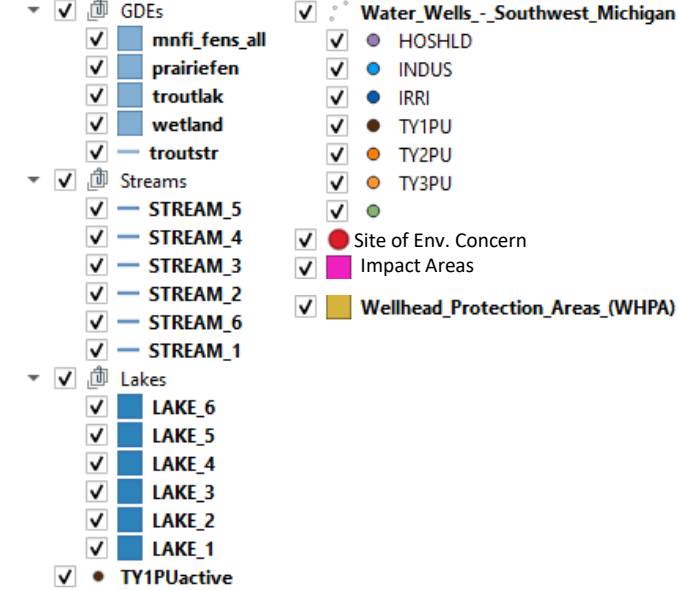 GDEs
mnfi_fens_all
prairiefen
troutlak
wetland
troutstr
Streams
STREAM_5
STREAM_4
STREAM_3
STREAM_2
STREAM_6
STREAM_1
Lakes
LAKE_6
LAKE_5
LAKE_4
LAKE_3
LAKE_2
LAKE_1
TY1PUactive
Water_Wells_-_Southwest_Michigan
HOSHLD
INDUS
IRRI
TY1PU
TY2PU
TY3PU
Site of Env. Concern
Impact Areas
Wellhead_Protection_Areas_(WHPA)